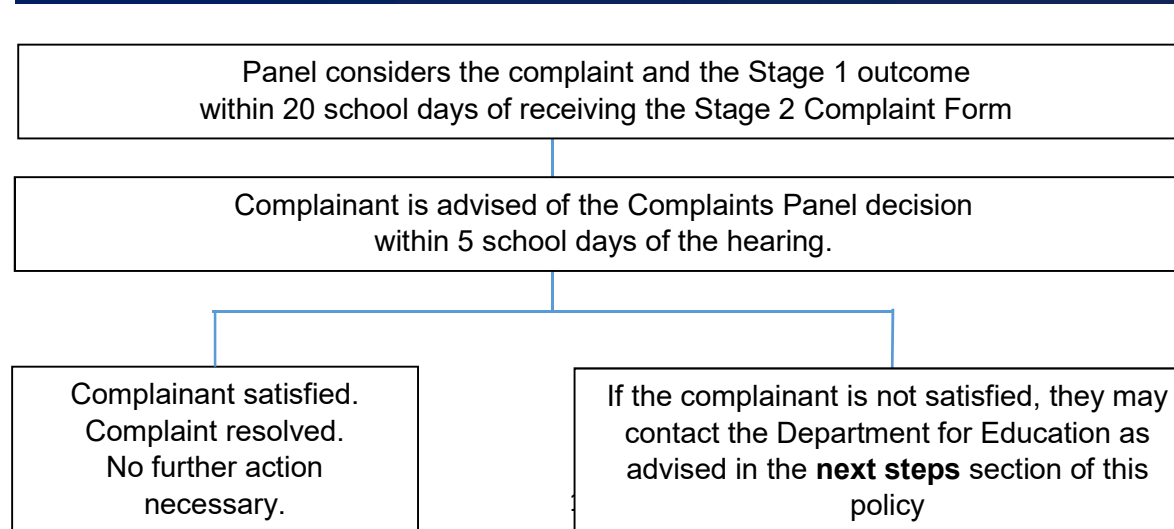 Panel considers the complaint and the Stage 1 outcome
within 20 school days of receiving the Stage 2 Complaint Form
Complainant is advised of the Complaints Panel decision
within 5 school days of the hearing.
Complainant satisfied.
Complaint resolved.
No further action
necessary.
If the complainant is not satisfied, they may
contact the Department for Education as
advised in the next steps section of this
policy